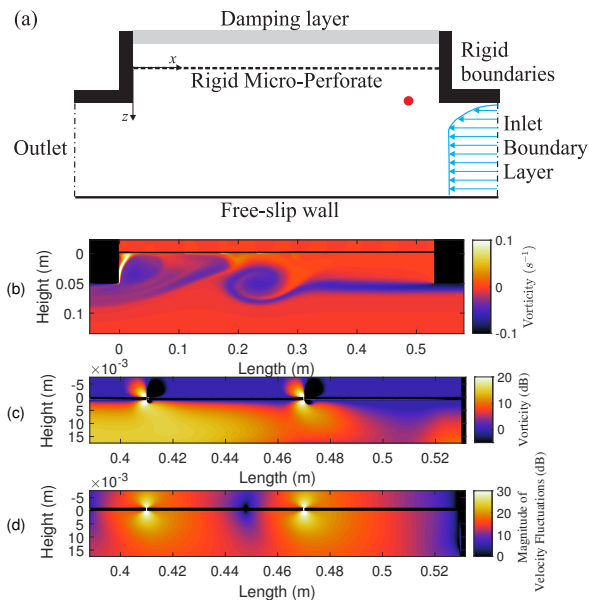 (a)
Damping layer
Rigid boundaries
x
Rigid Micro-Perforate
z
Outlet
Inlet Boundary Layer
Free-slip wall
(b)
Height (m)
0
0.05
0.1
0 0.1 0.2 0.3 0.4 0.5
Length (m)
0.1
0
-0.1
Vorticity (s⁻¹)
(c)
Height (m)
×10⁻³
-5
0
5
10
15
0.4 0.42 0.44 0.46 0.48 0.5 0.52
Length (m)
20
10
0
Vorticity (dB)
(d)
Height (m)
×10⁻³
-5
0
5
10
15
0.4 0.42 0.44 0.46 0.48 0.5 0.52
Length (m)
30
20
10
0
Magnitude of
Velocity Fluctuations (dB)